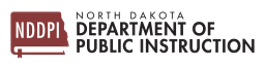 NDDPI
NORTH DAKOTA
DEPARTMENT OF
PUBLIC INSTRUCTION